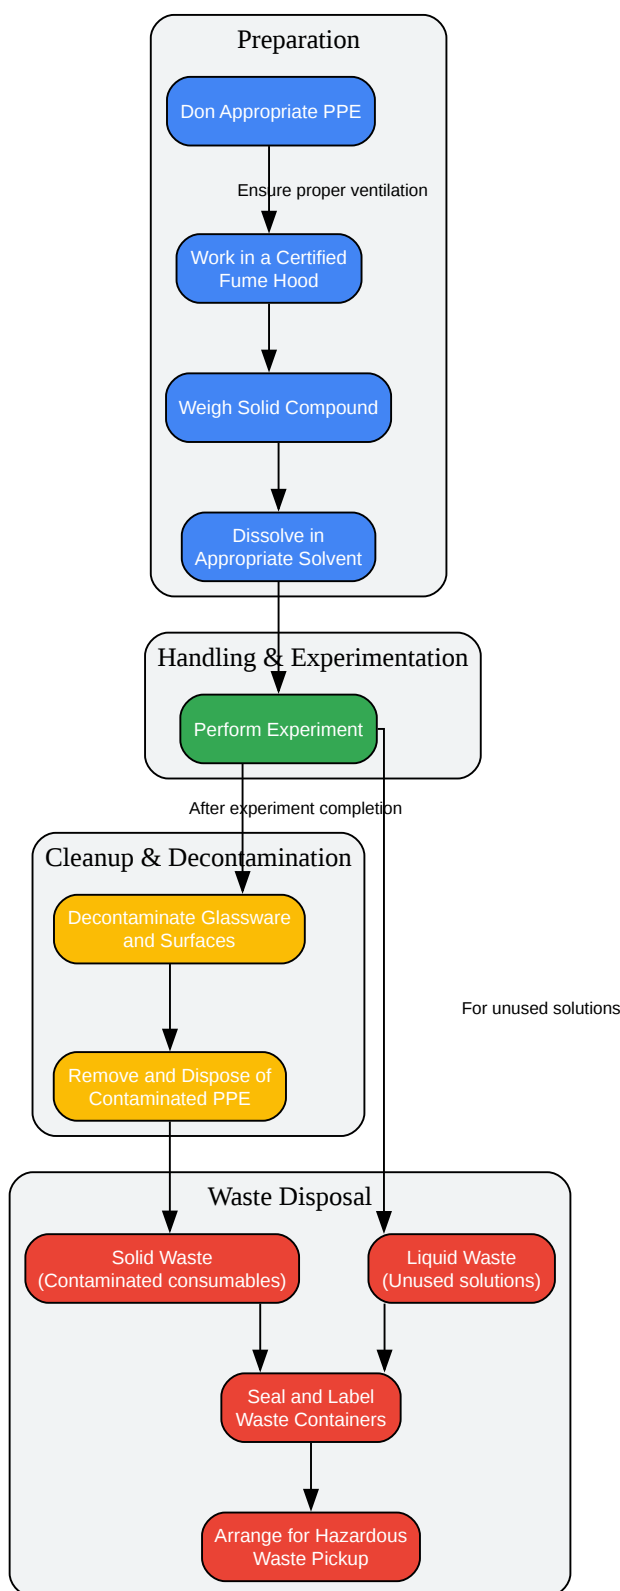 Preparation
Don Appropriate PPE
Ensure proper ventilation
Work in a Certified
Fume Hood
Weigh Solid Compound
Dissolve in
Appropriate Solvent
Handling & Experimentation
Perform Experiment
After experiment completion
Cleanup & Decontamination
Decontaminate Glassware
and Surfaces
For unused solutions
Remove and Dispose of
Contaminated PPE
Waste Disposal
Solid Waste
(Contaminated consumables)
Liquid Waste
(Unused solutions)
Seal and Label
Waste Containers
Arrange for Hazardous
Waste Pickup